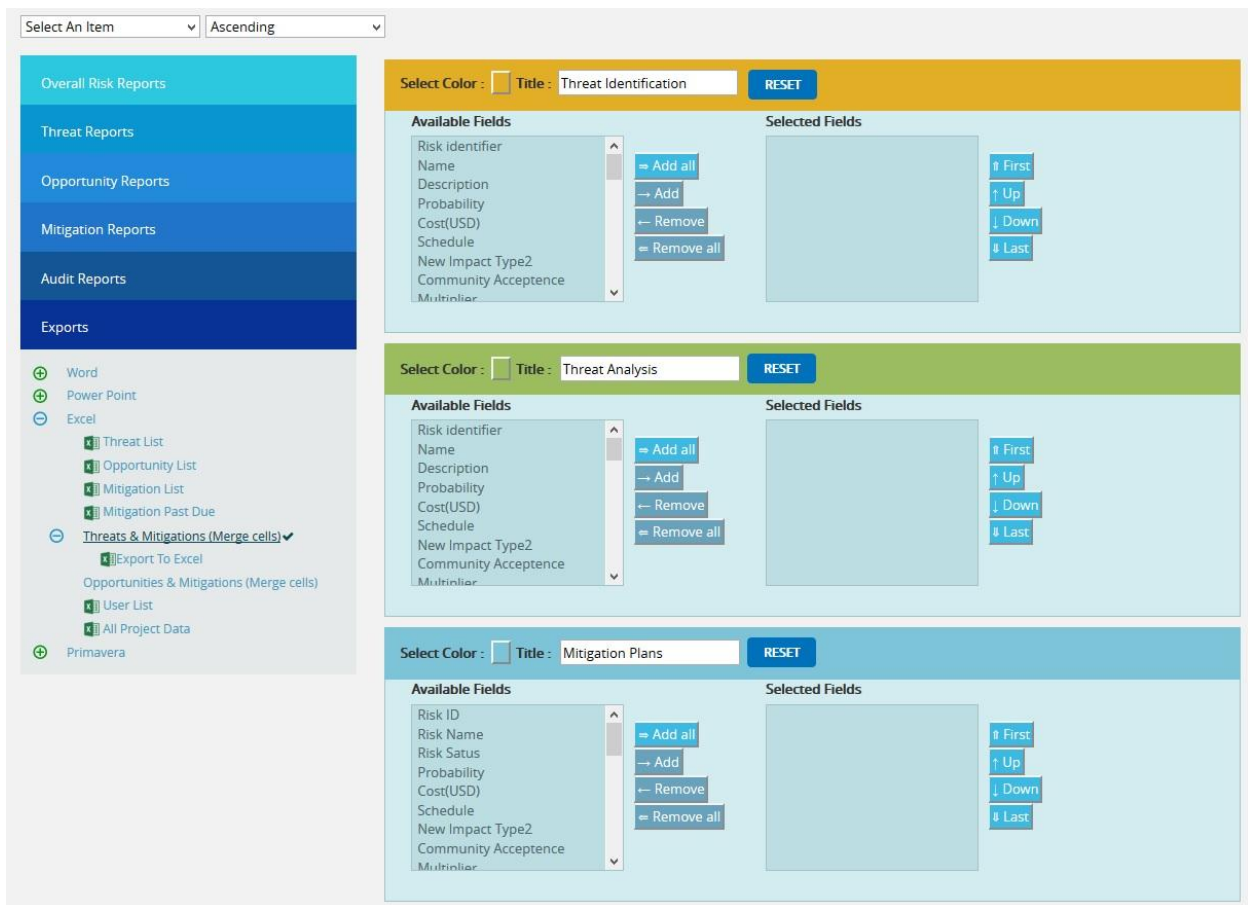 Select An Item
Ascending
Overall Risk Reports
Threat Reports
Opportunity Reports
Mitigation Reports
Audit Reports
Exports
Word
Power Point
Excel
Threat List
Opportunity List
Mitigation List
Mitigation Past Due
Threats & Mitigations (Merge cells)✔
Export To Excel
Opportunities & Mitigations (Merge cells)
User List
All Project Data
Primavera
Select Color : Title : Threat Identification RESET
Available Fields
Risk identifier
Name
Description
Probability
Cost(USD)
Schedule
New Impact Type2
Community Acceptence
Multiplier
⇒ Add all
→ Add
← Remove
⇐ Remove all
Selected Fields
⇑ First
↑ Up
↓ Down
⇓ Last
Select Color : Title : Threat Analysis RESET
Available Fields
Risk identifier
Name
Description
Probability
Cost(USD)
Schedule
New Impact Type2
Community Acceptence
Multiplier
⇒ Add all
→ Add
← Remove
⇐ Remove all
Selected Fields
⇑ First
↑ Up
↓ Down
⇓ Last
Select Color : Title : Mitigation Plans RESET
Available Fields
Risk ID
Risk Name
Risk Satus
Probability
Cost(USD)
Schedule
New Impact Type2
Community Acceptence
Multiplier
⇒ Add all
→ Add
← Remove
⇐ Remove all
Selected Fields
⇑ First
↑ Up
↓ Down
⇓ Last